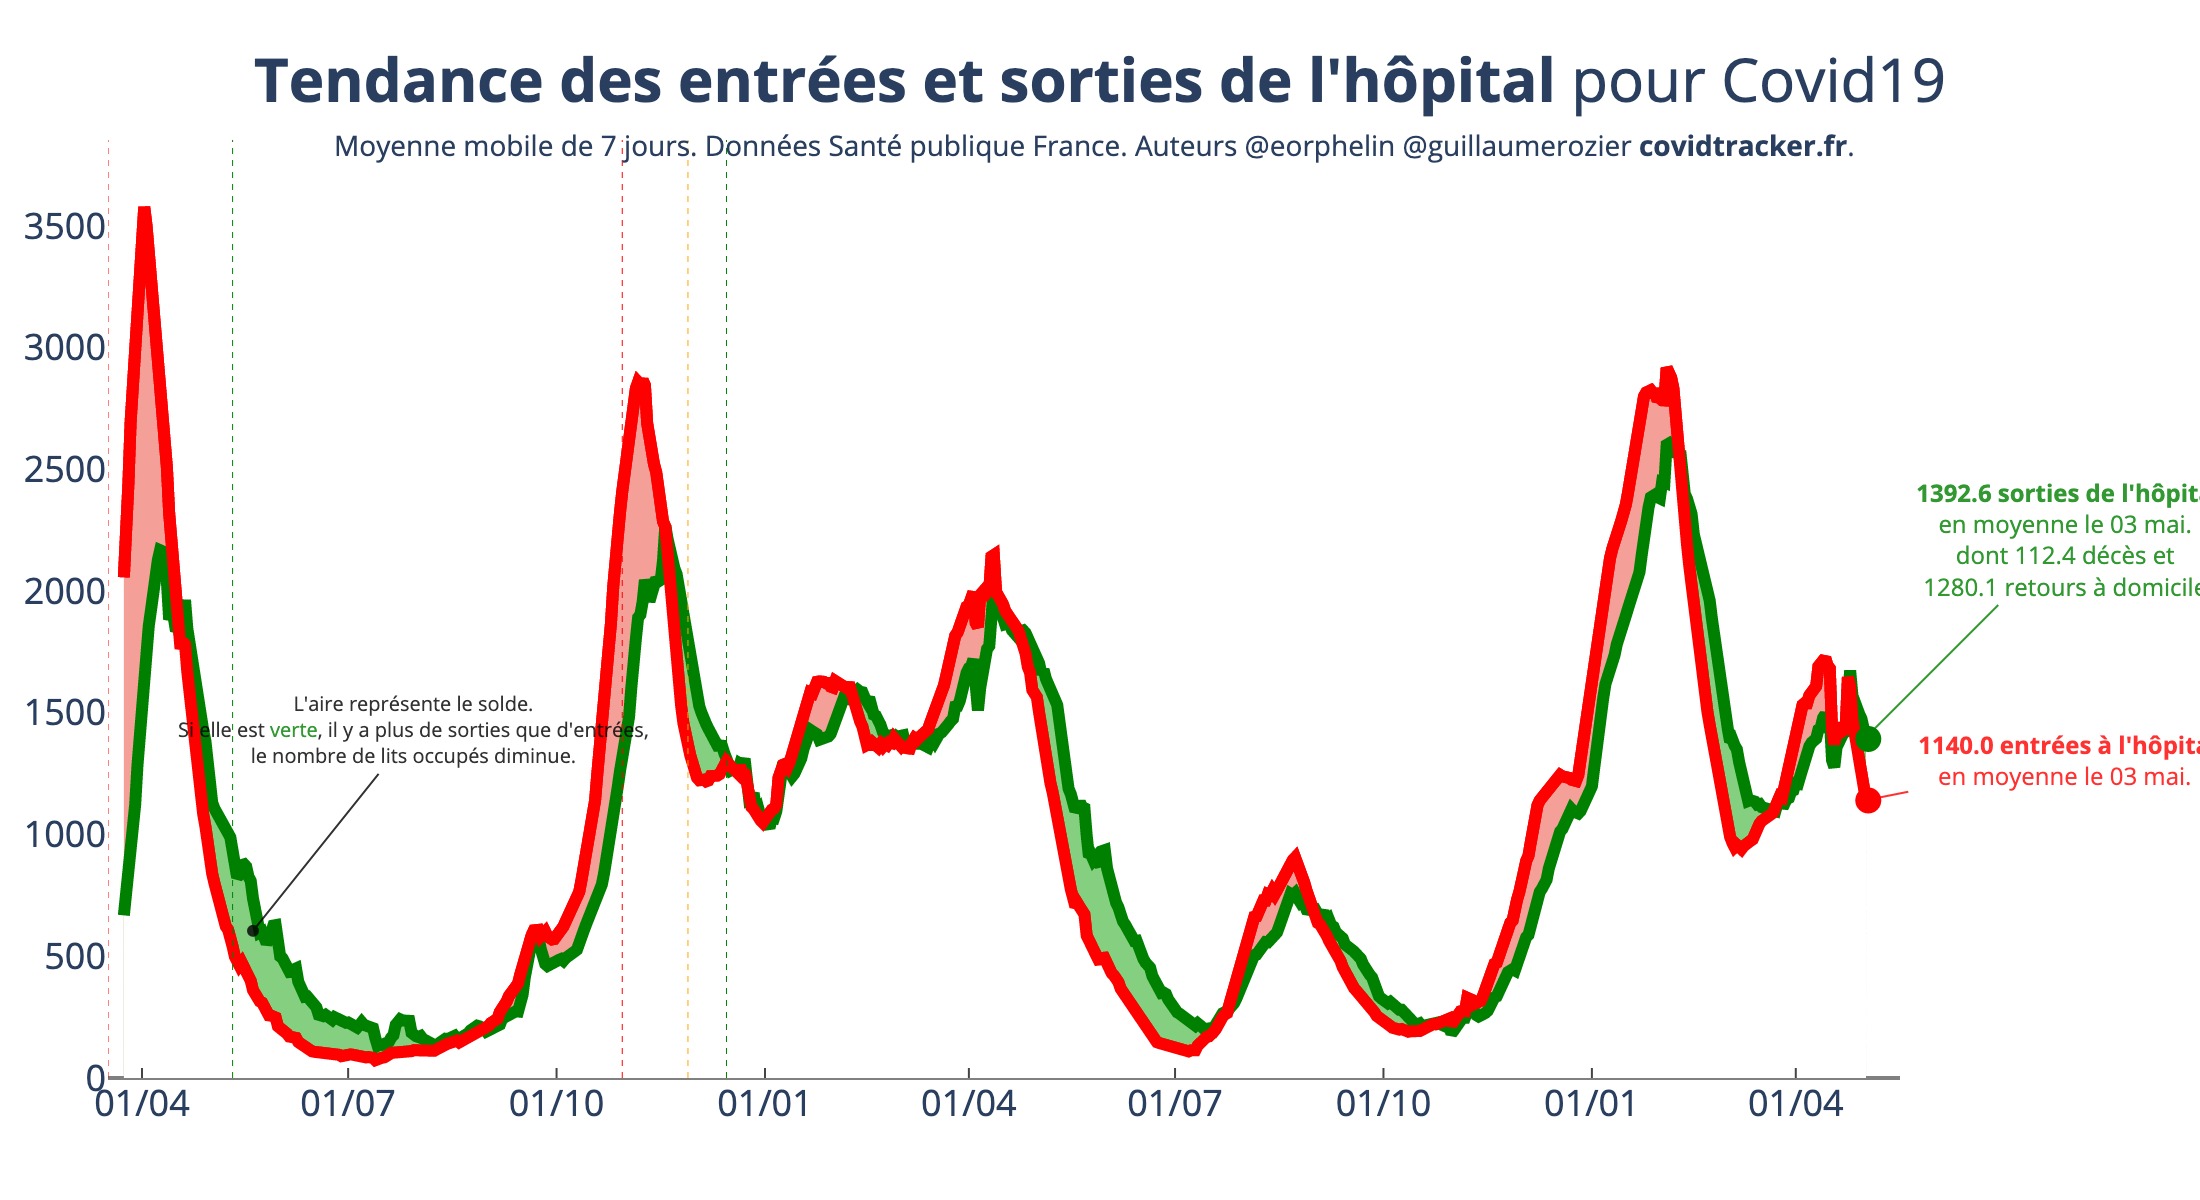 Tendance des entrées et sorties de l'hôpital pour Covid19
Moyenne mobile de 7 jours. Données Santé publique France. Auteurs @eorphelin @guillaumerozier covidtracker.fr.
3500
3000
2500
2000
1500
1000
500
0
L'aire représente le solde.
Si elle est verte, il y a plus de sorties que d'entrées,
le nombre de lits occupés diminue.
1392.6 sorties de l'hôpit
en moyenne le 03 mai.
dont 112.4 décès et
1280.1 retours à domicile
1140.0 entrées à l'hôpit
en moyenne le 03 mai.
01/04 01/07 01/10 01/01 01/04 01/07 01/10 01/01 01/04